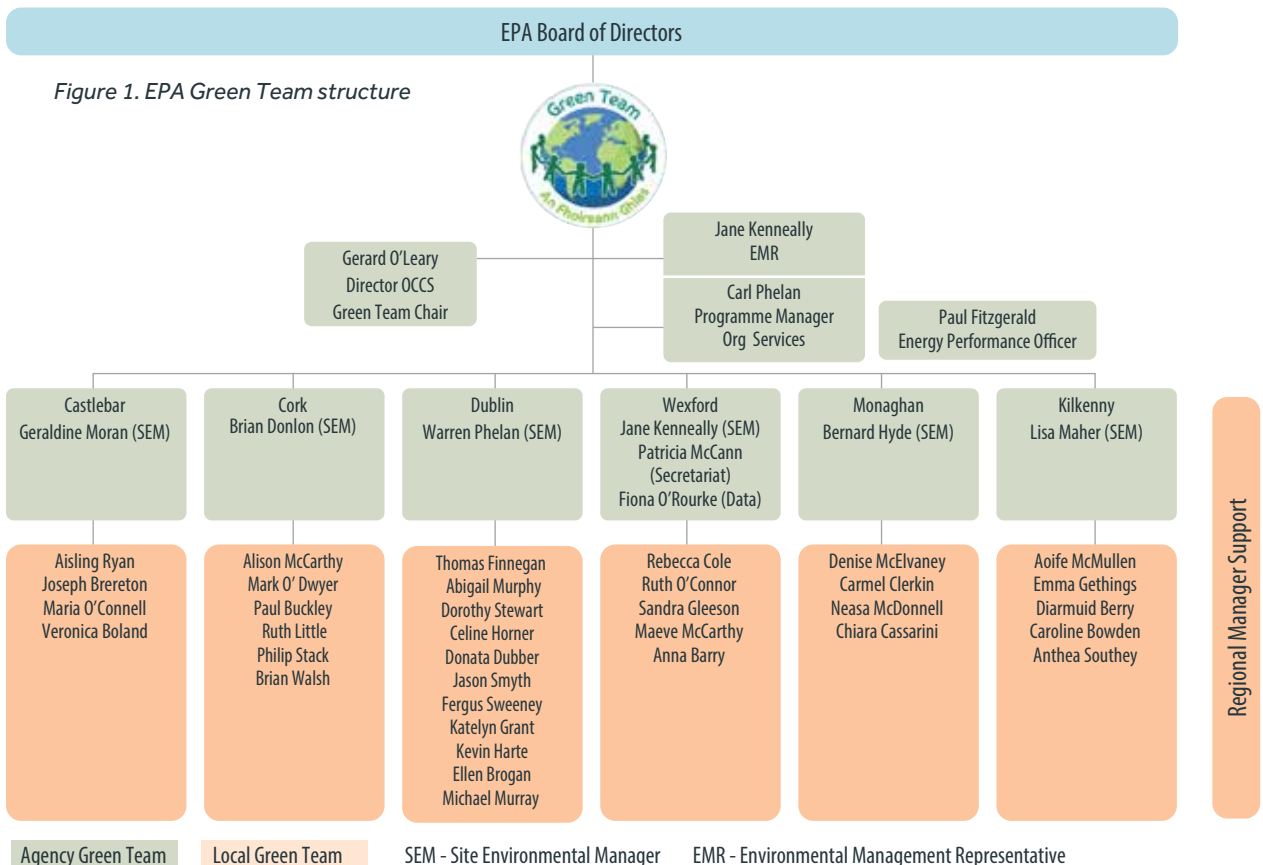 EPA Board of Directors
Figure 1. EPA Green Team structure
Green Team
An Fhoireann Ghlas
Gerard O'Leary
Director OCCS
Green Team Chair
Jane Kenneally
EMR
Carl Phelan
Programme Manager
Org Services
Paul Fitzgerald
Energy Performance Officer
Castlebar
Geraldine Moran (SEM)
Cork
Brian Donlon (SEM)
Dublin
Warren Phelan (SEM)
Wexford
Jane Kenneally (SEM)
Patricia McCann
(Secretariat)
Fiona O'Rourke (Data)
Monaghan
Bernard Hyde (SEM)
Kilkenny
Lisa Maher (SEM)
Aisling Ryan
Joseph Brereton
Maria O'Connell
Veronica Boland
Alison McCarthy
Mark O' Dwyer
Paul Buckley
Ruth Little
Philip Stack
Brian Walsh
Thomas Finnegan
Abigail Murphy
Dorothy Stewart
Celine Horner
Donata Dubber
Jason Smyth
Fergus Sweeney
Katelyn Grant
Kevin Harte
Ellen Brogan
Michael Murray
Rebecca Cole
Ruth O'Connor
Sandra Gleeson
Maeve McCarthy
Anna Barry
Denise McElvaney
Carmel Clerkin
Neasa McDonnell
Chiara Cassarini
Aoife McMullen
Emma Gethings
Diarmuid Berry
Caroline Bowden
Anthea Southey
Regional Manager Support
Agency Green Team
Local Green Team
SEM - Site Environmental Manager
EMR - Environmental Management Representative